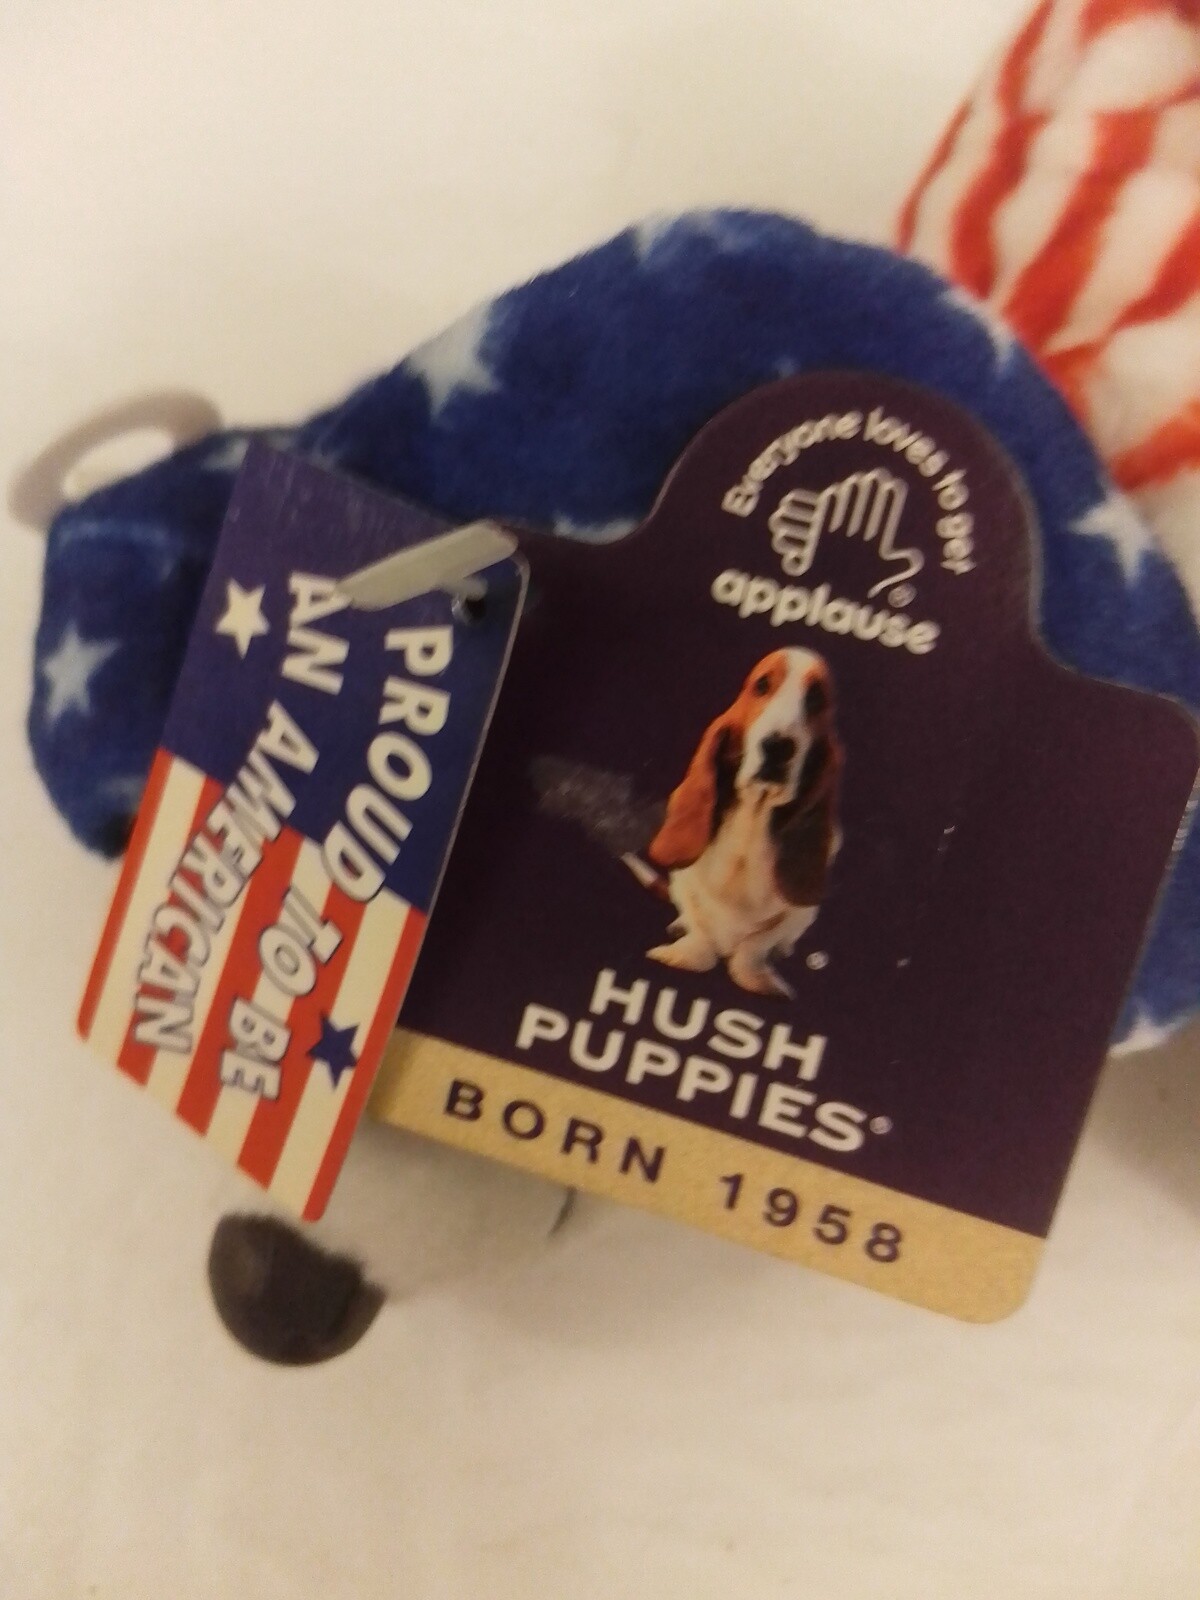 Everyone loves to get
applause
®
®
HUSH
PUPPIES®
BORN 1958
PROUD TO BE
AN AMERICAN